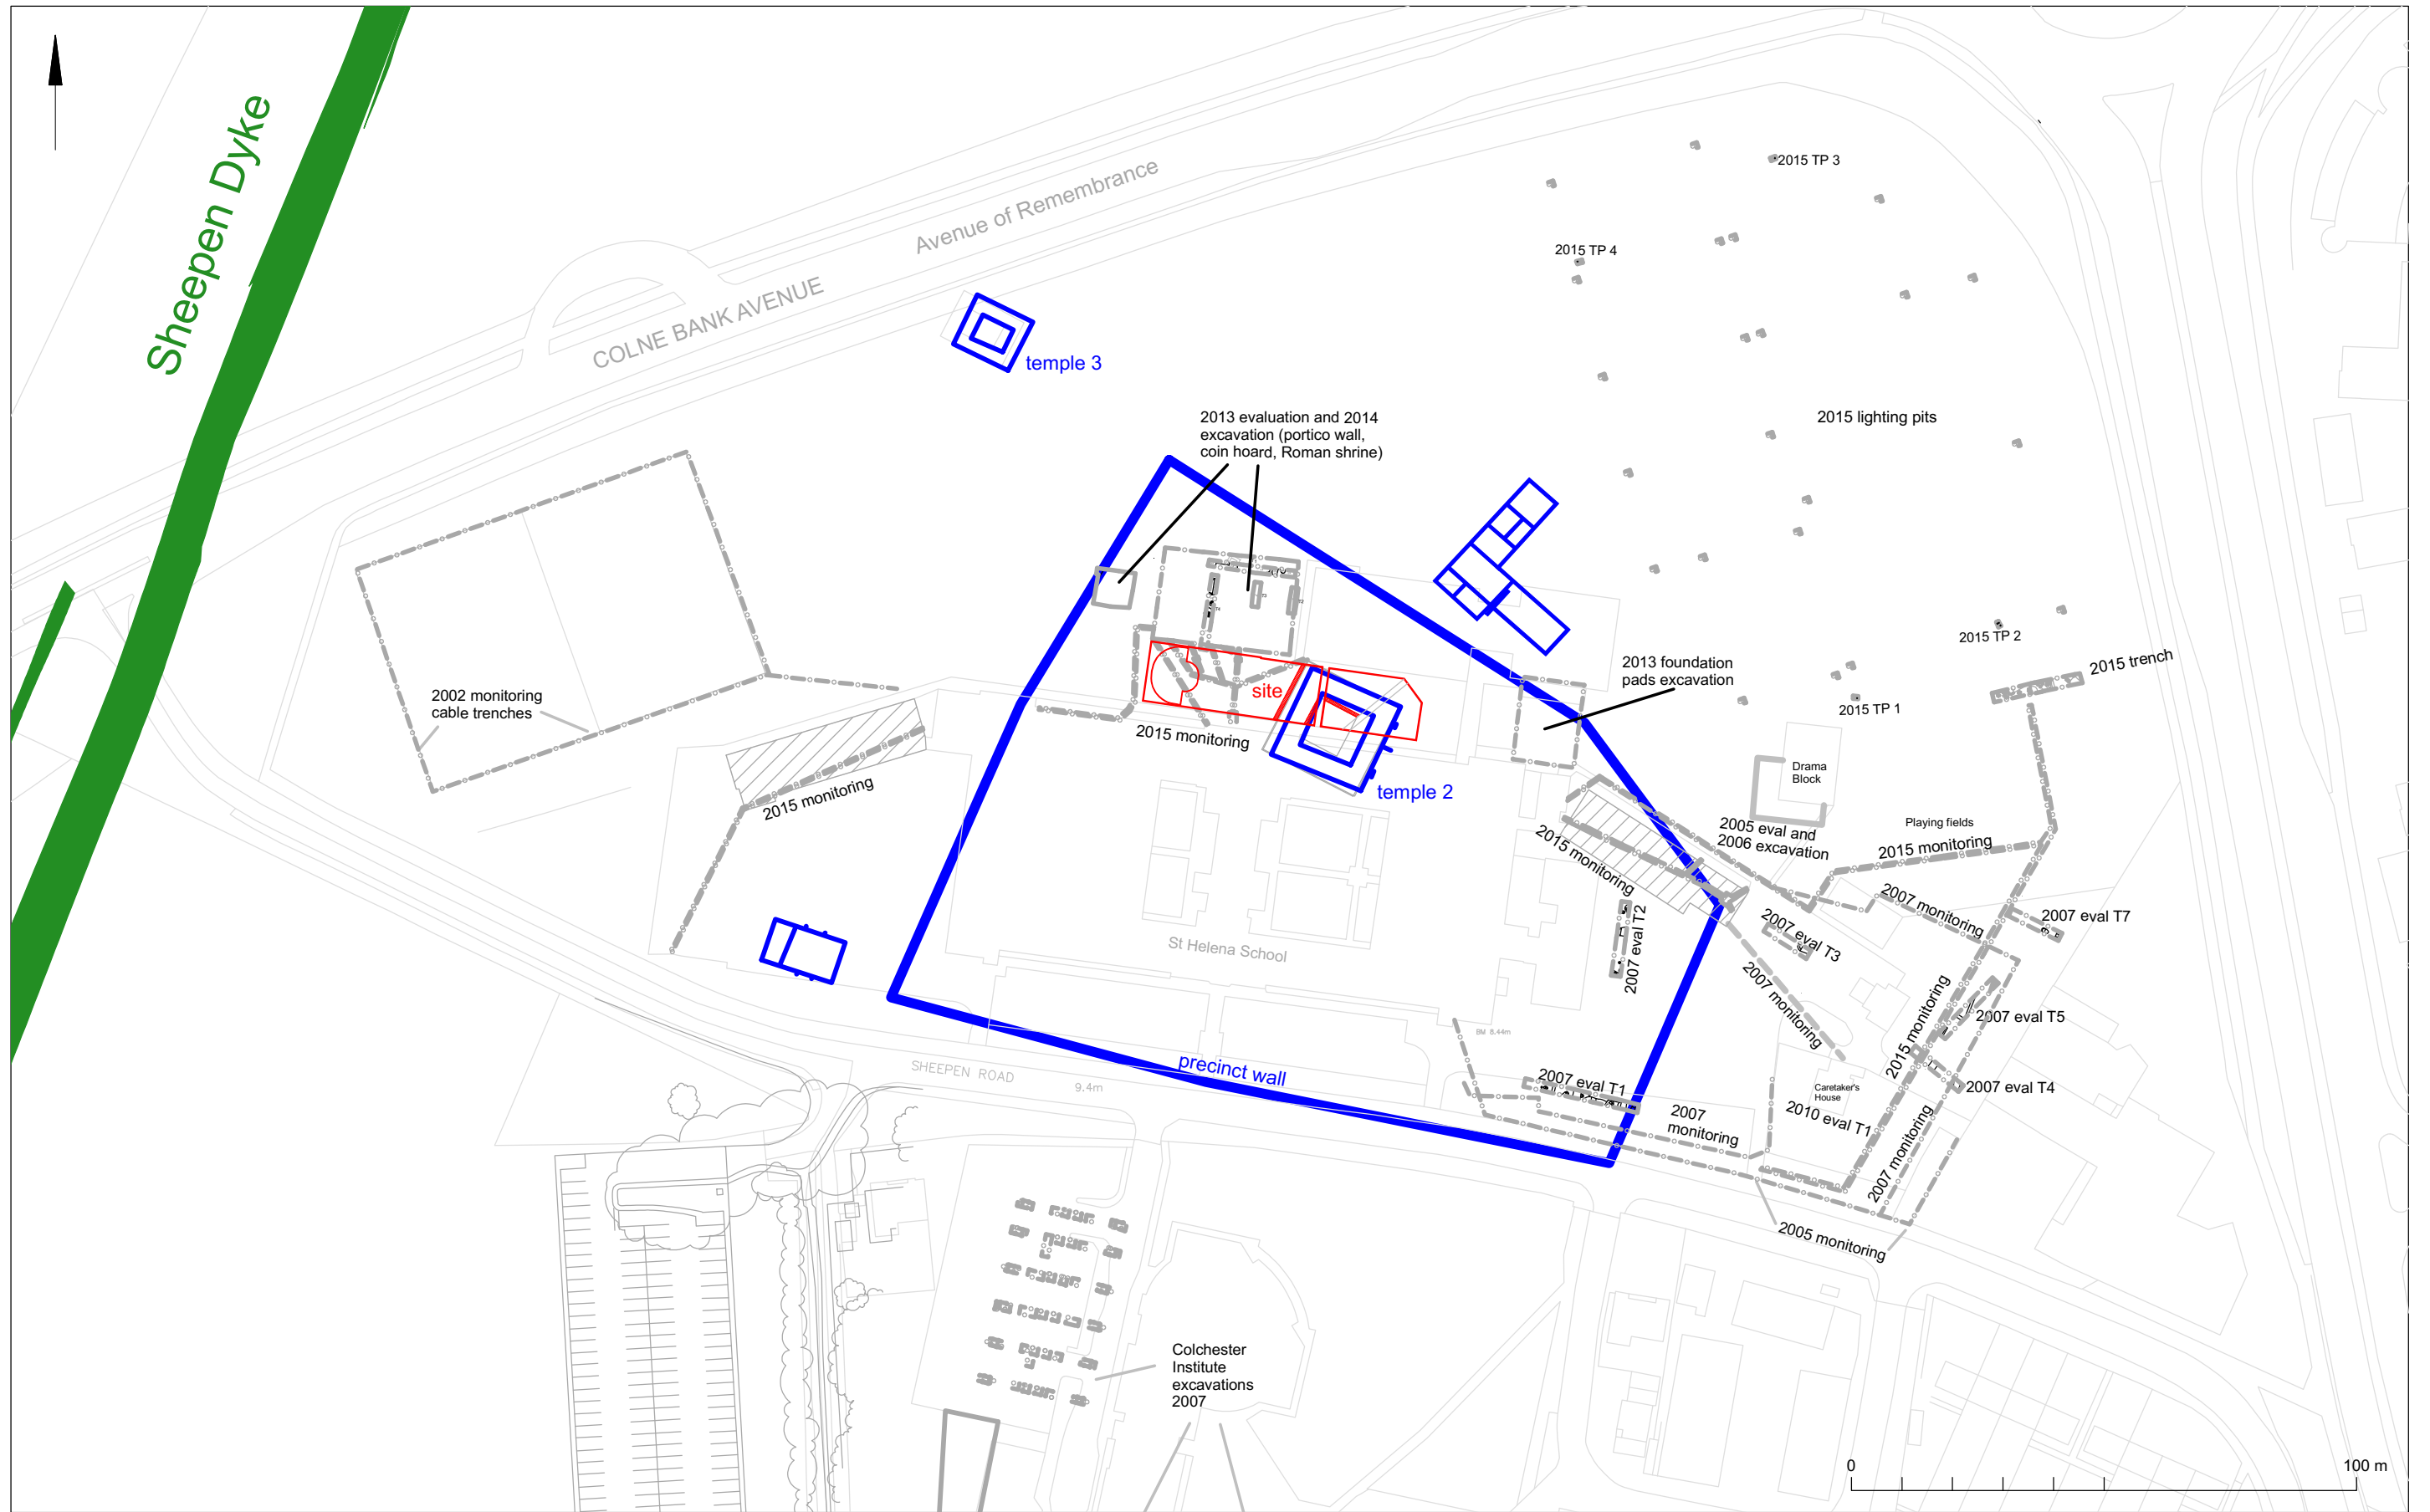 Sheepen Dyke
Avenue of Remembrance
COLNE BANK AVENUE
2015 TP 3
2015 TP 4
temple 3
2013 evaluation and 2014
excavation (portico wall,
coin hoard, Roman shrine)
2015 lighting pits
2015 TP 2
2015 trench
2013 foundation
pads excavation
2015 TP 1
2002 monitoring
cable trenches
site
2015 monitoring
2015 monitoring
temple 2
Drama
Block
2005 eval and
2006 excavation
Playing fields
2015 monitoring
2015 monitoring
2007 monitoring
2007 eval T7
2007 eval T3
2007 eval T2
St Helena School
2007 monitoring
2015 monitoring
2007 eval T5
BM 8.44m
precinct wall
SHEEPEN ROAD
9.4m
2007 eval T1
Caretaker's
House
2007 eval T4
2010 eval T1
2007
monitoring
2007 monitoring
2005 monitoring
Colchester
Institute
excavations
2007
0
100 m